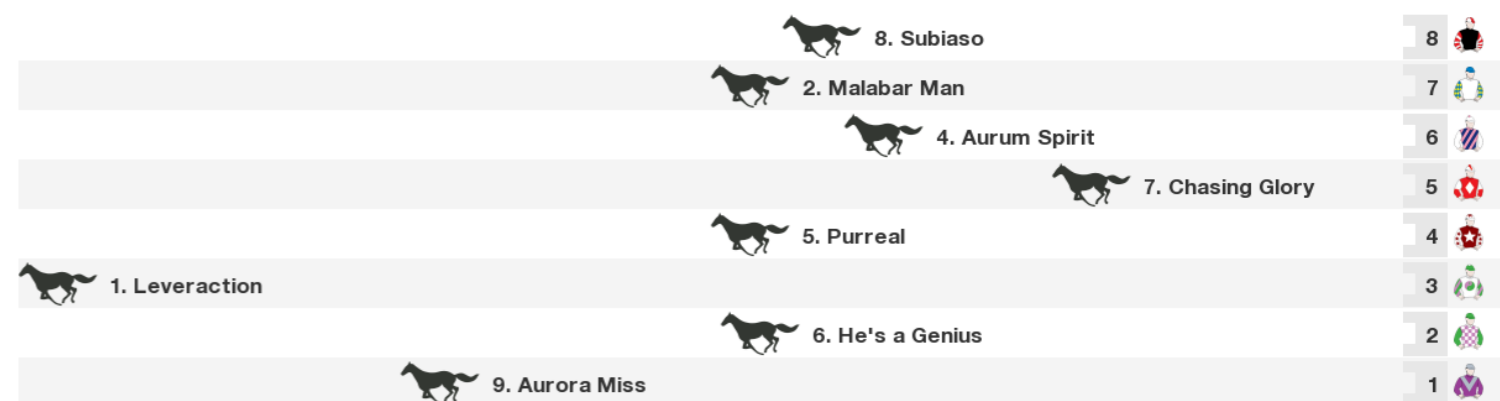 8. Subiaso 8
2. Malabar Man 7
4. Aurum Spirit 6
7. Chasing Glory 5
5. Purreal 4
1. Leveraction 3
6. He's a Genius 2
9. Aurora Miss 1